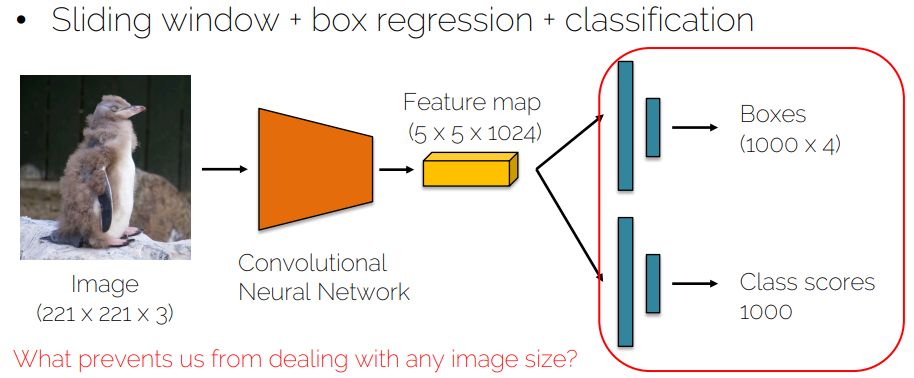 • Sliding window + box regression + classification
Feature map
(5 x 5 x 1024)
Boxes
(1000 x 4)
Convolutional
Neural Network
Image
(221 x 221 x 3)
Class scores
1000
What prevents us from dealing with any image size?